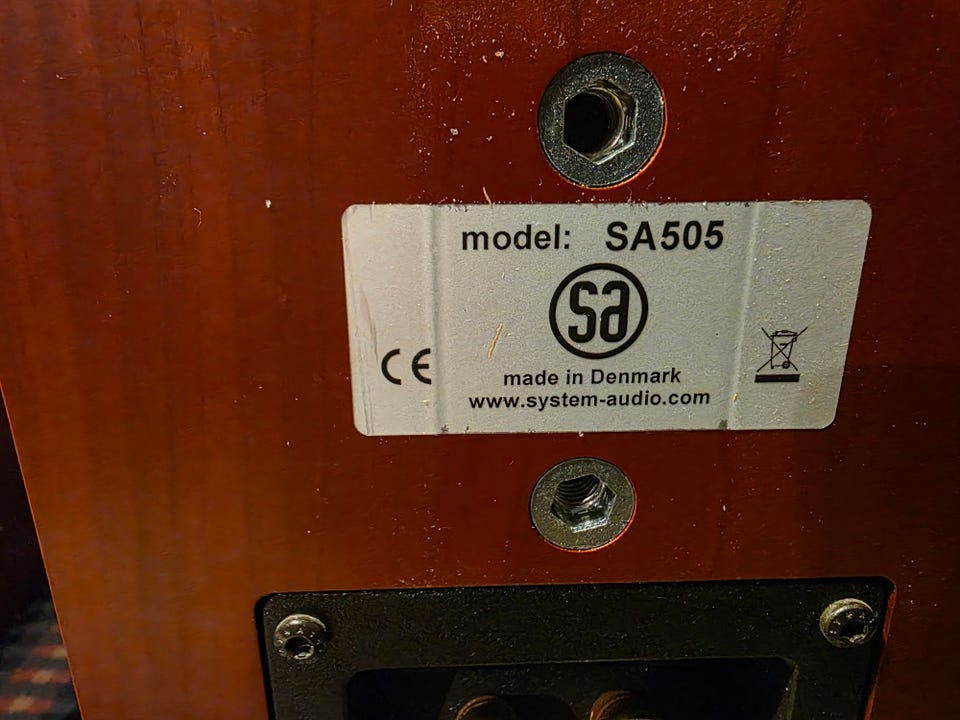 model: SA505
sa
CE
made in Denmark
www.system-audio.com